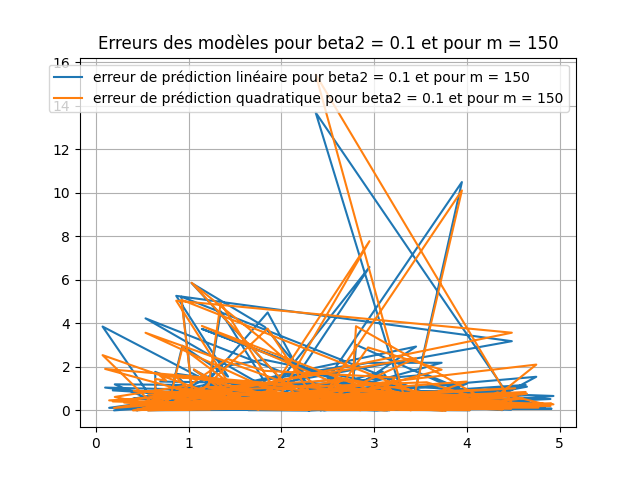 Erreurs des modèles pour beta2 = 0.1 et pour m = 150
erreur de prédiction linéaire pour beta2 = 0.1 et pour m = 150
erreur de prédiction quadratique pour beta2 = 0.1 et pour m = 150
16
14
12
10
8
6
4
2
0
0 1 2 3 4 5